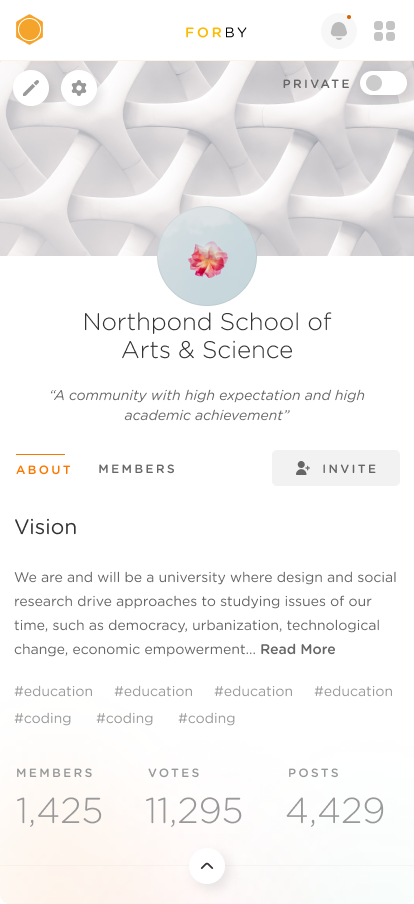 FORBY
PRIVATE
Northpond School of
Arts & Science
“A community with high expectation and high
academic achievement”
ABOUT MEMBERS INVITE
Vision
We are and will be a university where design and social
research drive approaches to studying issues of our
time, such as democracy, urbanization, technological
change, economic empowerment... Read More
#education #education #education #education
#coding #coding #coding
MEMBERS VOTES POSTS
1,425 11,295 4,429